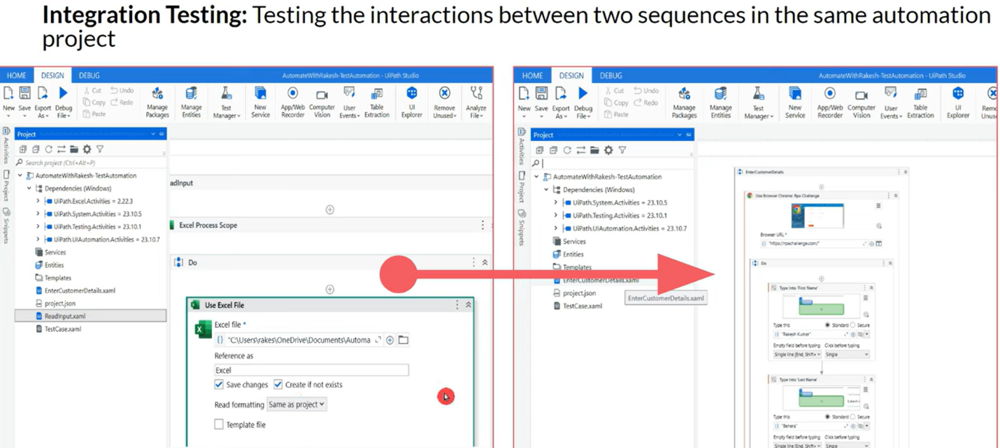 Integration Testing: Testing the interactions between two sequences in the same automation
project
HOME DESIGN DEBUG AutomateWithRakesh-TestAutomation - UiPath Studio
New Save Export As Debug File Cut Copy Paste Undo Redo Manage Packages Manage Entities Test Manager New Service App/Web Recorder Computer Vision User Events Table Extraction UI Explorer Remove Unused Analyze File
Activities
Project
Snippets
Project
Search project (Ctrl+Alt+P)
AutomateWithRakesh-TestAutomation
Dependencies (Windows)
UiPath.Excel.Activities = 2.22.3
UiPath.System.Activities = 23.10.5
UiPath.Testing.Activities = 23.10.1
UiPath.UIAutomation.Activities = 23.10.7
Services
Entities
Templates
EnterCustomerDetails.xaml
project.json
ReadInput.xaml
TestCase.xaml
adInput
Excel Process Scope
Do
Use Excel File
Excel file *
"C:\Users\rakes\OneDrive\Documents\Automa
Reference as
Excel
Save changes Create if not exists
Read formatting Same as project
Template file
HOME DESIGN DEBUG AutomateWithRakesh-TestAutomation - UiPath Studio
New Save Export As Debug File Cut Copy Paste Undo Redo Manage Packages Manage Entities Test Manager New Service App/Web Recorder Computer Vision User Events Table Extraction UI Explorer Remo Unus
Activities
Project
Snippets
Project
AutomateWithRakesh-TestAutomation
Dependencies (Windows)
UiPath.System.Activities = 23.10.5
UiPath.Testing.Activities = 23.10.1
UiPath.UIAutomation.Activities = 23.10.7
Services
Entities
Templates
EnterCustomerDetails.xaml
project.json
EnterCustomerDetails.xaml
TestCase.xaml
EnterCustomerDetails
Use Browser Chrome: Rpa Challenge
Browser URL *
"https://rpachallenge.com/"
Do
Type Into 'First Name'
Type this Standard Secure
"Rakesh Kumar"
Empty field before typing Click before typing
Single line [End, Shift+ Single
Type Into 'Last Name'
Type this Standard Secure
"Behera"
Empty field before typing Click before typing
Single line [End, Shift+ Single